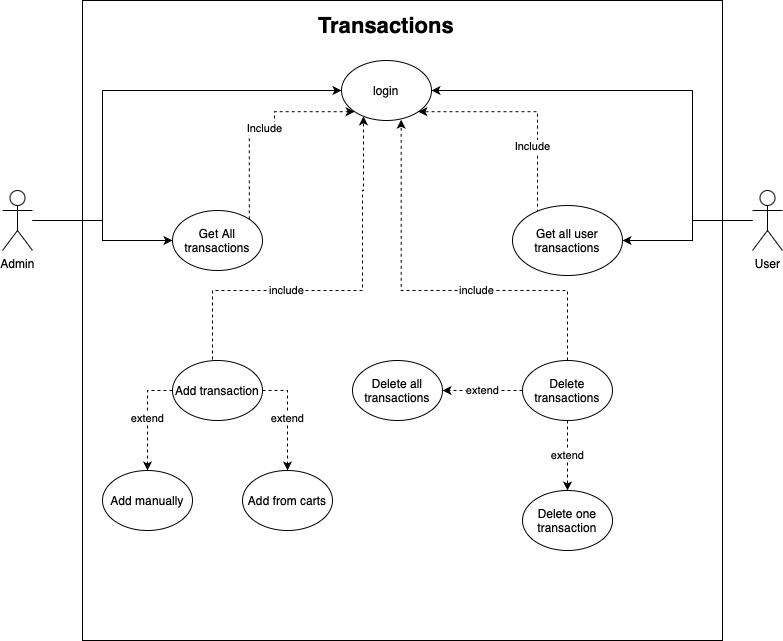 Transactions
login
Include
Include
Get All
transactions
Get all user
transactions
Admin
User
include
include
Add transaction
Delete all
transactions
extend
Delete
transactions
extend
extend
extend
Add manually
Add from carts
Delete one
transaction